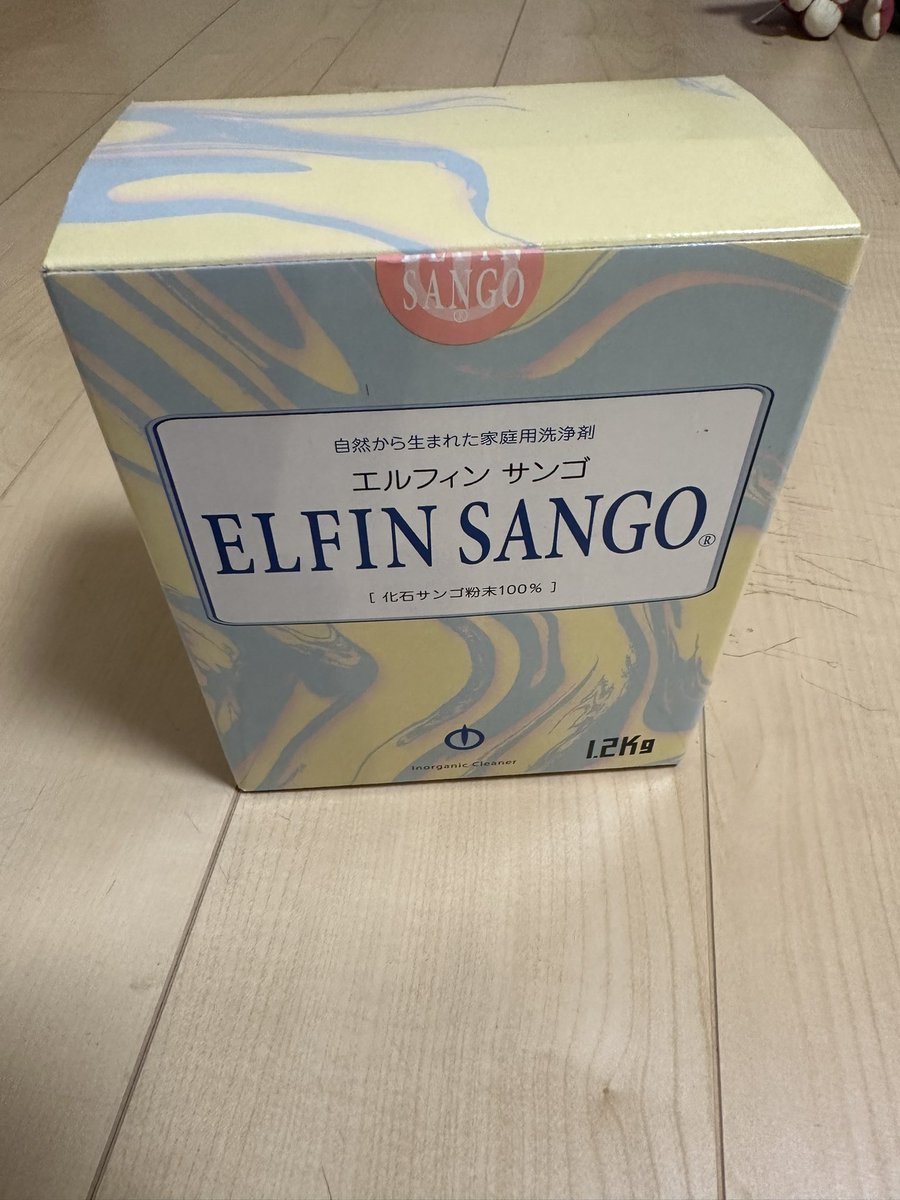 SANGO
®
自然から生まれた家庭用洗浄剤
エルフィン サンゴ
ELFIN SANGO®
[ 化石サンゴ粉末100% ]
Inorganic Cleaner
1.2Kg